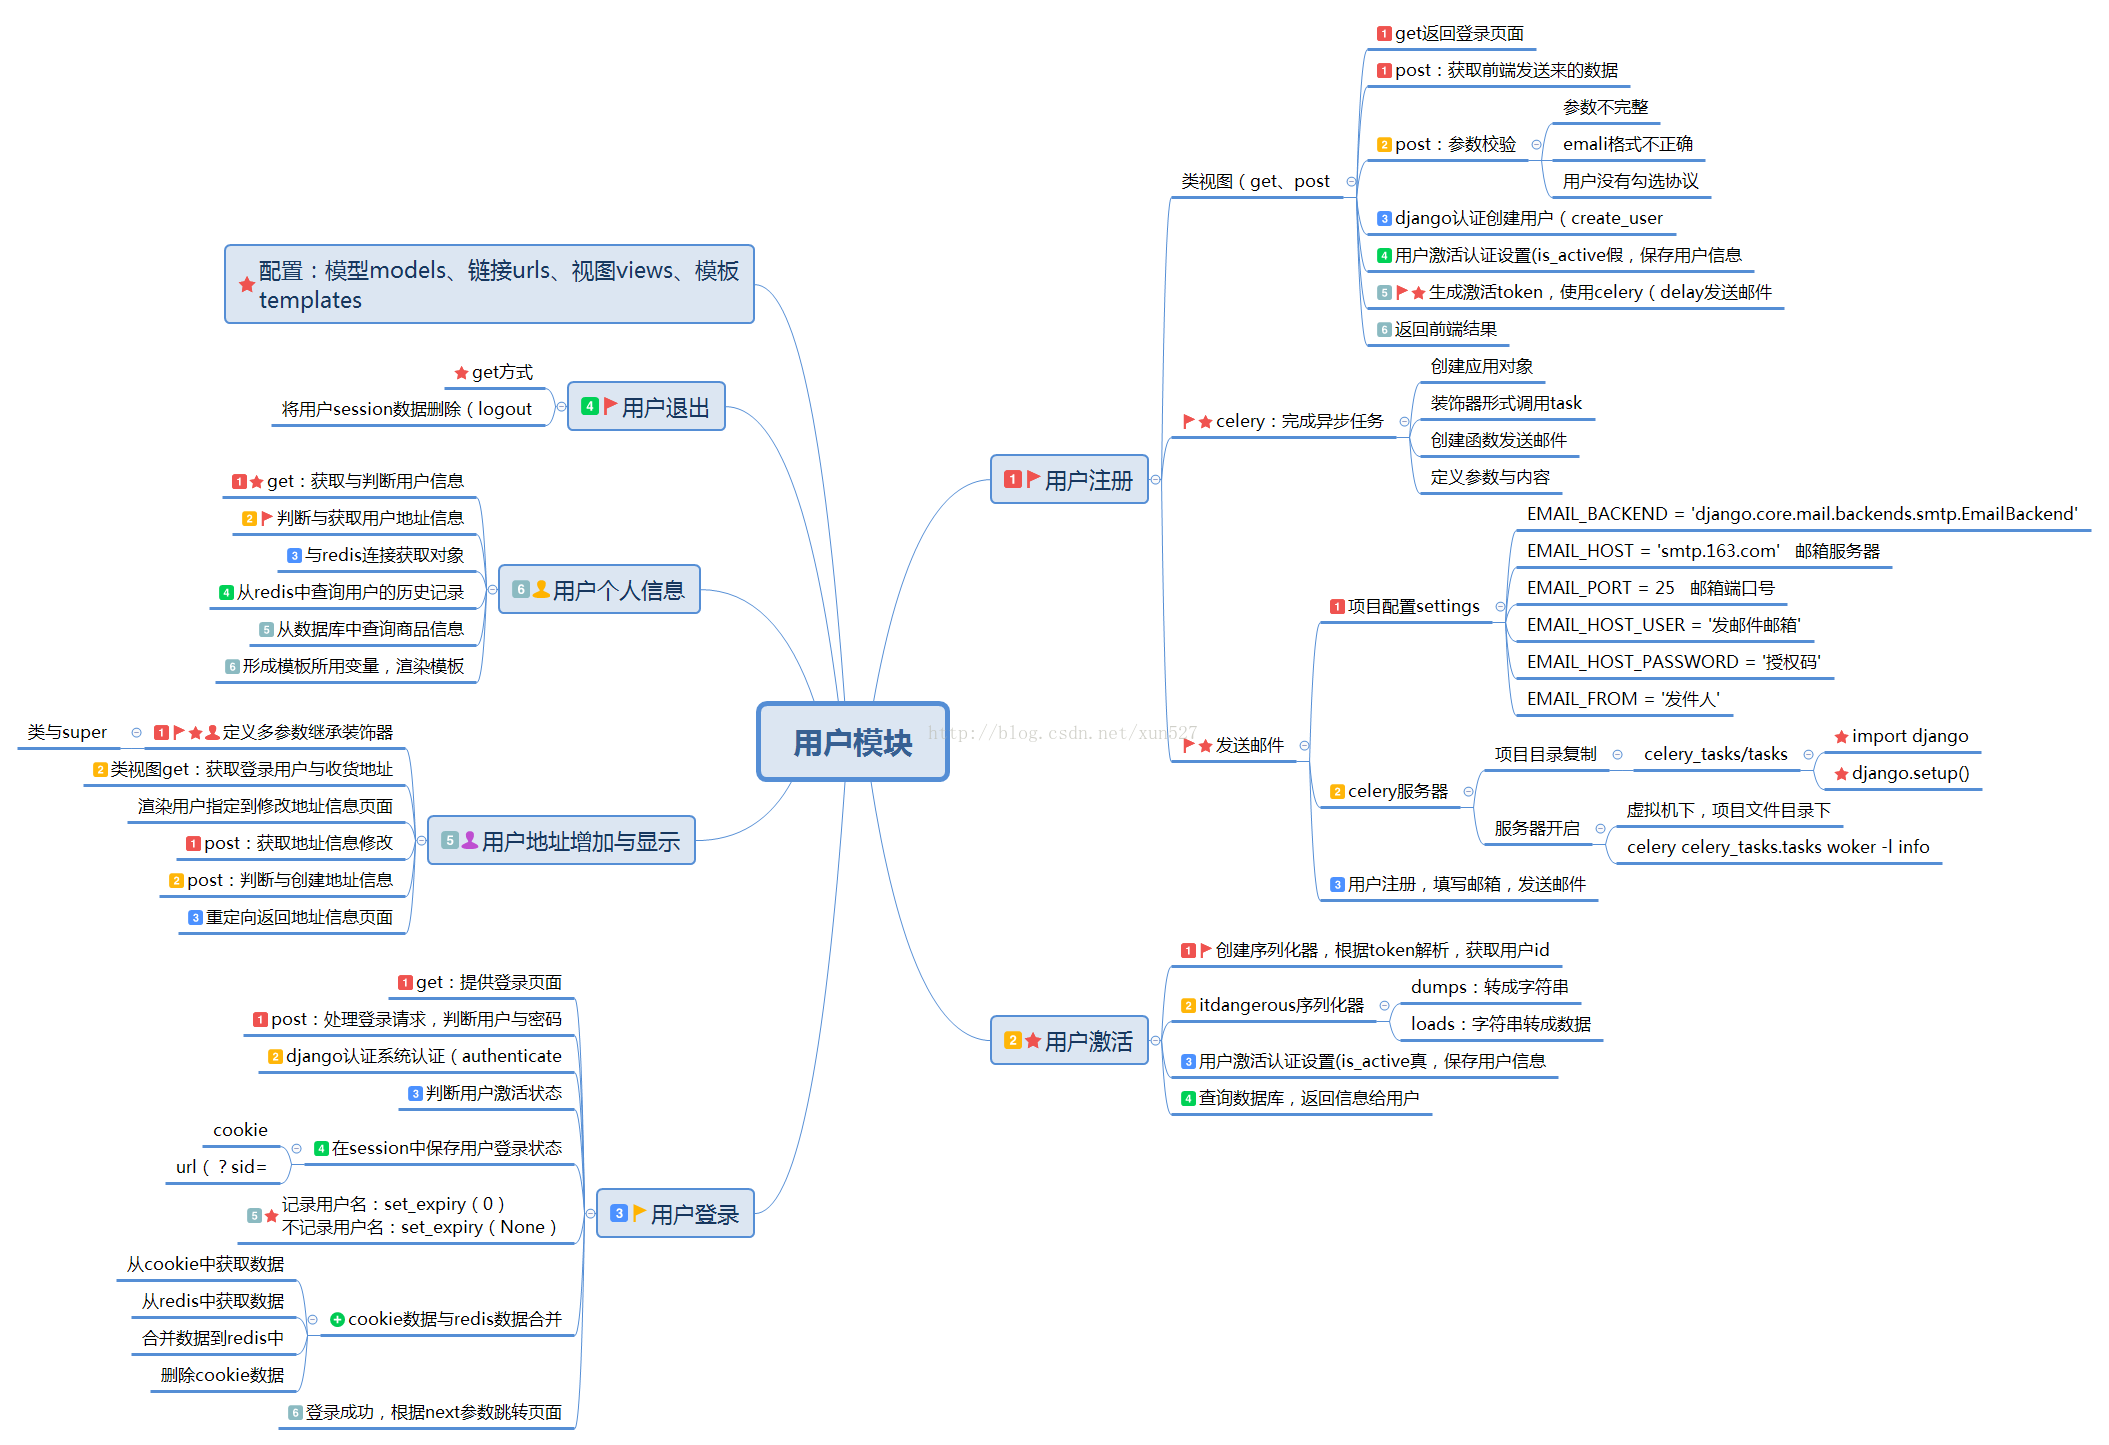 用户模块
http://blog.csdn.net/xun527
1 用户注册
类视图（get、post
1 get返回登录页面
1 post：获取前端发送来的数据
2 post：参数校验
参数不完整
emali格式不正确
用户没有勾选协议
3 django认证创建用户（create_user
4 用户激活认证设置(is_active假，保存用户信息
5 生成激活token，使用celery（delay发送邮件
6 返回前端结果
celery：完成异步任务
创建应用对象
装饰器形式调用task
创建函数发送邮件
定义参数与内容
发送邮件
1 项目配置settings
EMAIL_BACKEND = 'django.core.mail.backends.smtp.EmailBackend'
EMAIL_HOST = 'smtp.163.com' 邮箱服务器
EMAIL_PORT = 25 邮箱端口号
EMAIL_HOST_USER = '发邮件邮箱'
EMAIL_HOST_PASSWORD = '授权码'
EMAIL_FROM = '发件人'
2 celery服务器
项目目录复制
celery_tasks/tasks
import django
django.setup()
服务器开启
虚拟机下，项目文件目录下
celery celery_tasks.tasks woker -l info
3 用户注册，填写邮箱，发送邮件
2 用户激活
1 创建序列化器，根据token解析，获取用户id
2 itdangerous序列化器
dumps：转成字符串
loads：字符串转成数据
3 用户激活认证设置(is_active真，保存用户信息
4 查询数据库，返回信息给用户
配置：模型models、链接urls、视图views、模板
templates
4 用户退出
get方式
将用户session数据删除（logout
6 用户个人信息
1 get：获取与判断用户信息
2 判断与获取用户地址信息
3 与redis连接获取对象
4 从redis中查询用户的历史记录
5 从数据库中查询商品信息
6 形成模板所用变量，渲染模板
5 用户地址增加与显示
1 定义多参数继承装饰器
类与super
2 类视图get：获取登录用户与收货地址
渲染用户指定到修改地址信息页面
1 post：获取地址信息修改
2 post：判断与创建地址信息
3 重定向返回地址信息页面
3 用户登录
1 get：提供登录页面
1 post：处理登录请求，判断用户与密码
2 django认证系统认证（authenticate
3 判断用户激活状态
4 在session中保存用户登录状态
cookie
url（？sid=
5 记录用户名：set_expiry（0）
不记录用户名：set_expiry（None）
cookie数据与redis数据合并
从cookie中获取数据
从redis中获取数据
合并数据到redis中
删除cookie数据
6 登录成功，根据next参数跳转页面